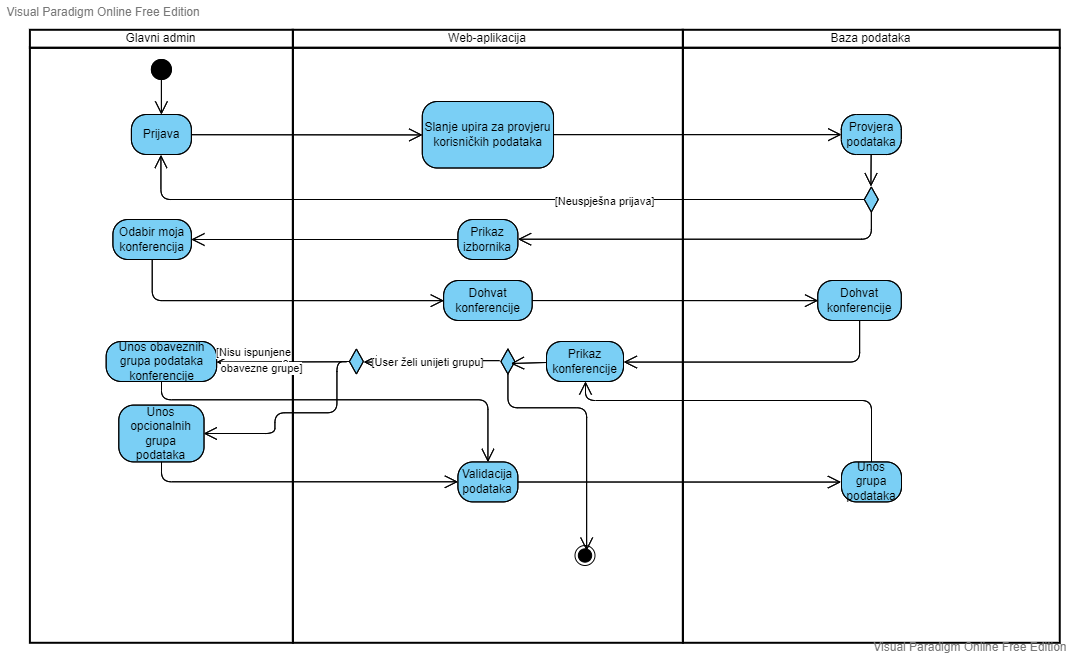 Visual Paradigm Online Free Edition
Glavni admin
Web-aplikacija
Baza podataka
Prijava
Slanje upira za provjeru
korisničkih podataka
Provjera
podataka
[Neuspješna prijava]
Odabir moja
konferencija
Prikaz
izbornika
Dohvat
konferencije
Dohvat
konferencije
Unos obaveznih
grupa podataka
konferencije
[Nisu ispunjene
obavezne grupe]
[User želi unijeti grupu]
Prikaz
konferencije
Unos
opcionalnih
grupa
podataka
Validacija
podataka
Unos
grupa
podataka
Visual Paradigm Online Free Edition